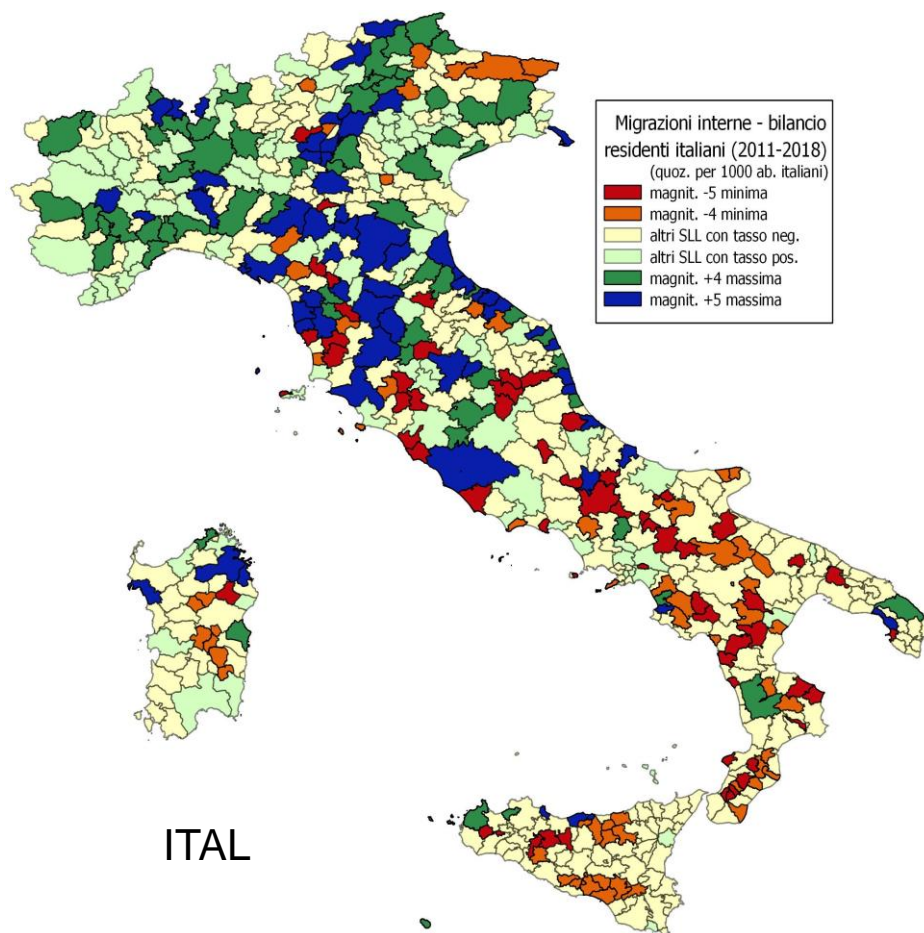 Migrazioni interne - bilancio
residenti italiani (2011-2018)
(quoz. per 1000 ab. italiani)
magnit. -5 minima
magnit. -4 minima
altri SLL con tasso neg.
altri SLL con tasso pos.
magnit. +4 massima
magnit. +5 massima
ITAL